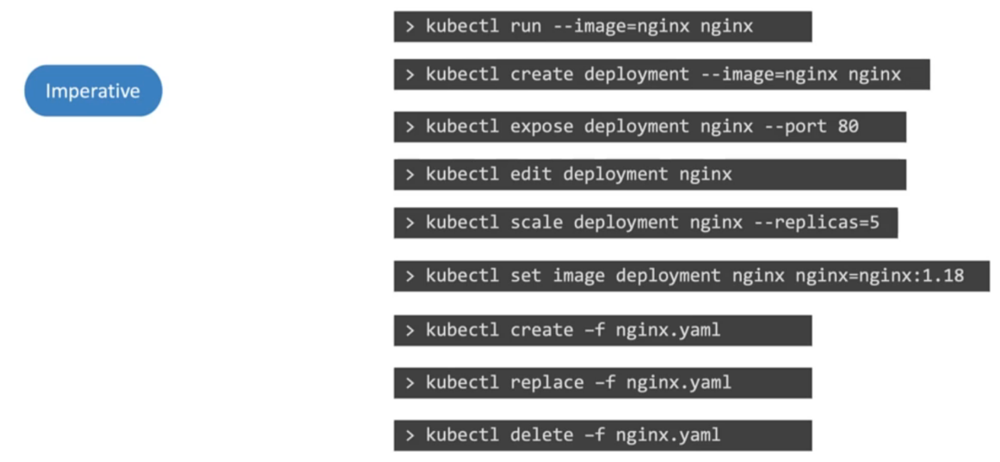 Imperative
> kubectl run --image=nginx nginx
> kubectl create deployment --image=nginx nginx
> kubectl expose deployment nginx --port 80
> kubectl edit deployment nginx
> kubectl scale deployment nginx --replicas=5
> kubectl set image deployment nginx nginx=nginx:1.18
> kubectl create –f nginx.yaml
> kubectl replace –f nginx.yaml
> kubectl delete –f nginx.yaml